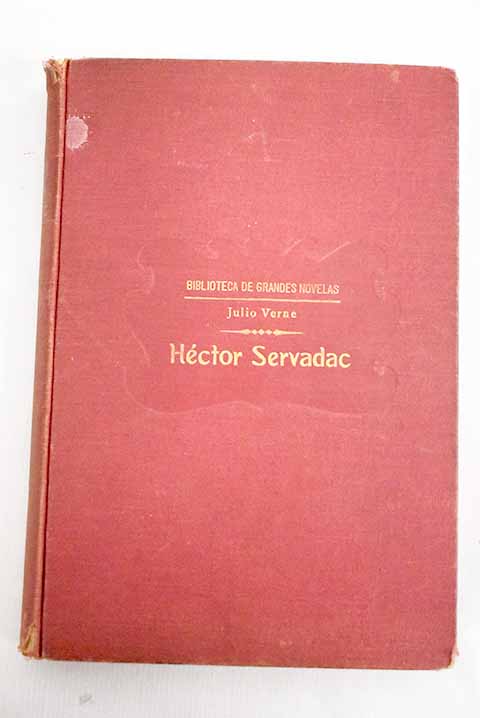 BIBLIOTECA DE GRANDES NOVELAS
Julio Verne
Héctor Servadac